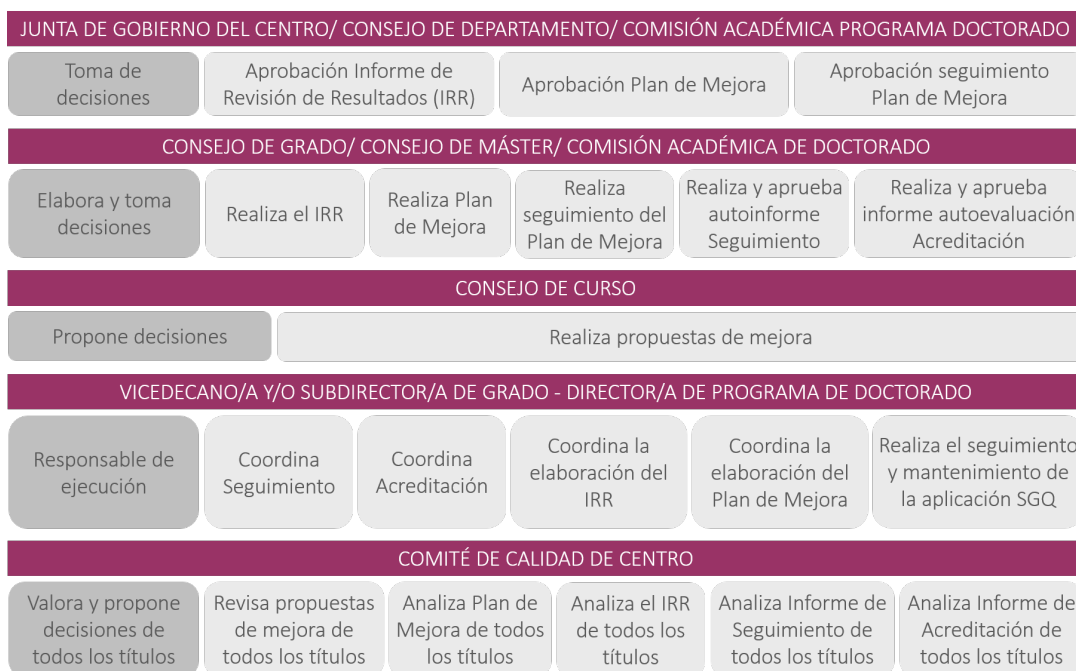 JUNTA DE GOBIERNO DEL CENTRO/ CONSEJO DE DEPARTAMENTO/ COMISIÓN ACADÉMICA PROGRAMA DOCTORADO
Toma de
decisiones
Aprobación Informe de
Revisión de Resultados (IRR)
Aprobación Plan de Mejora
Aprobación seguimiento
Plan de Mejora
CONSEJO DE GRADO/ CONSEJO DE MÁSTER/ COMISIÓN ACADÉMICA DE DOCTORADO
Elabora y toma
decisiones
Realiza el IRR
Realiza Plan
de Mejora
Realiza
seguimiento del
Plan de Mejora
Realiza y aprueba
autoinforme
Seguimiento
Realiza y aprueba
informe autoevaluación
Acreditación
CONSEJO DE CURSO
Propone decisiones
Realiza propuestas de mejora
VICEDECANO/A Y/O SUBDIRECTOR/A DE GRADO - DIRECTOR/A DE PROGRAMA DE DOCTORADO
Responsable de
ejecución
Coordina
Seguimiento
Coordina
Acreditación
Coordina la
elaboración del
IRR
Coordina la
elaboración del
Plan de Mejora
Realiza el seguimiento
y mantenimiento de
la aplicación SGQ
COMITÉ DE CALIDAD DE CENTRO
Valora y propone
decisiones de
todos los títulos
Revisa propuestas
de mejora de
todos los títulos
Analiza Plan de
Mejora de todos
los títulos
Analiza el IRR
de todos los
títulos
Analiza Informe de
Seguimiento de
todos los títulos
Analiza Informe de
Acreditación de
todos los títulos